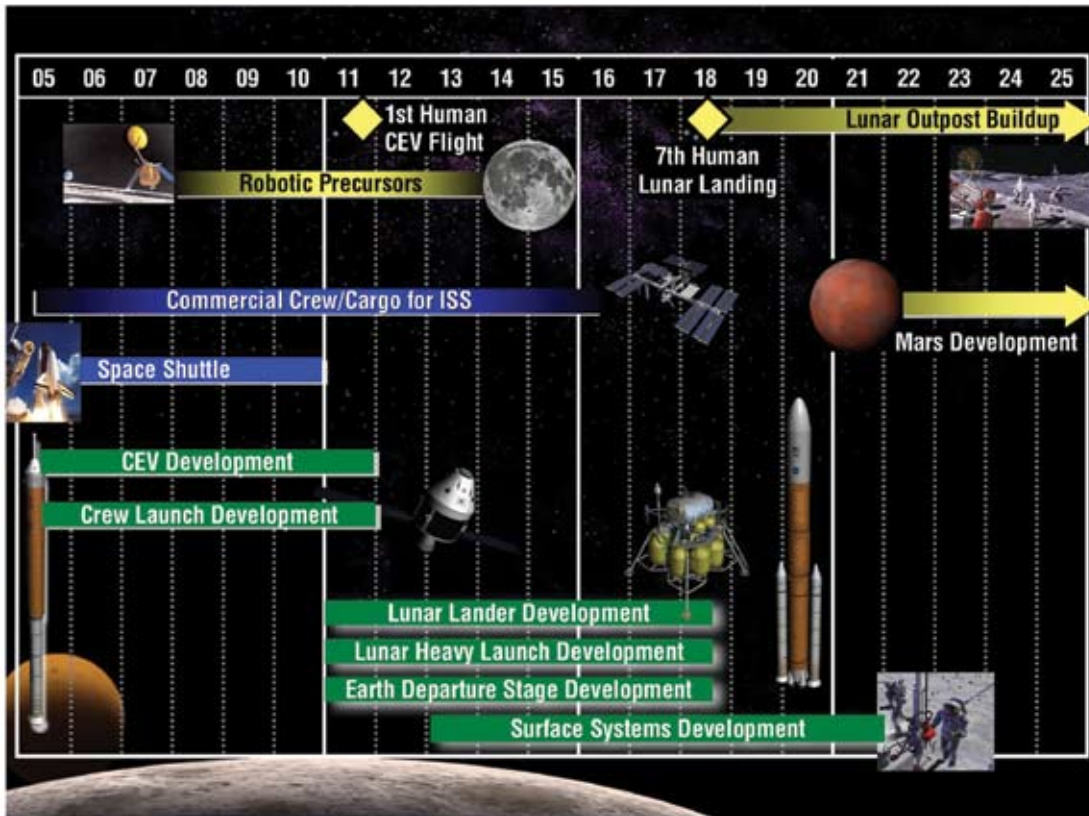 05 06 07 08 09 10 11 12 13 14 15 16 17 18 19 20 21 22 23 24 25
1st Human
CEV Flight
Lunar Outpost Buildup
7th Human
Lunar Landing
Robotic Precursors
Commercial Crew/Cargo for ISS
Mars Development
Space Shuttle
CEV Development
Crew Launch Development
Lunar Lander Development
Lunar Heavy Launch Development
Earth Departure Stage Development
Surface Systems Development